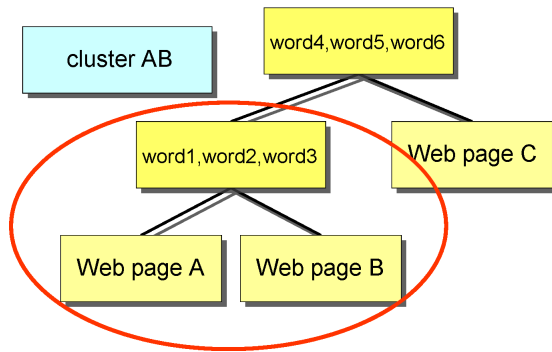 word4,word5,word6
cluster AB
word1,word2,word3
Web page C
Web page A
Web page B